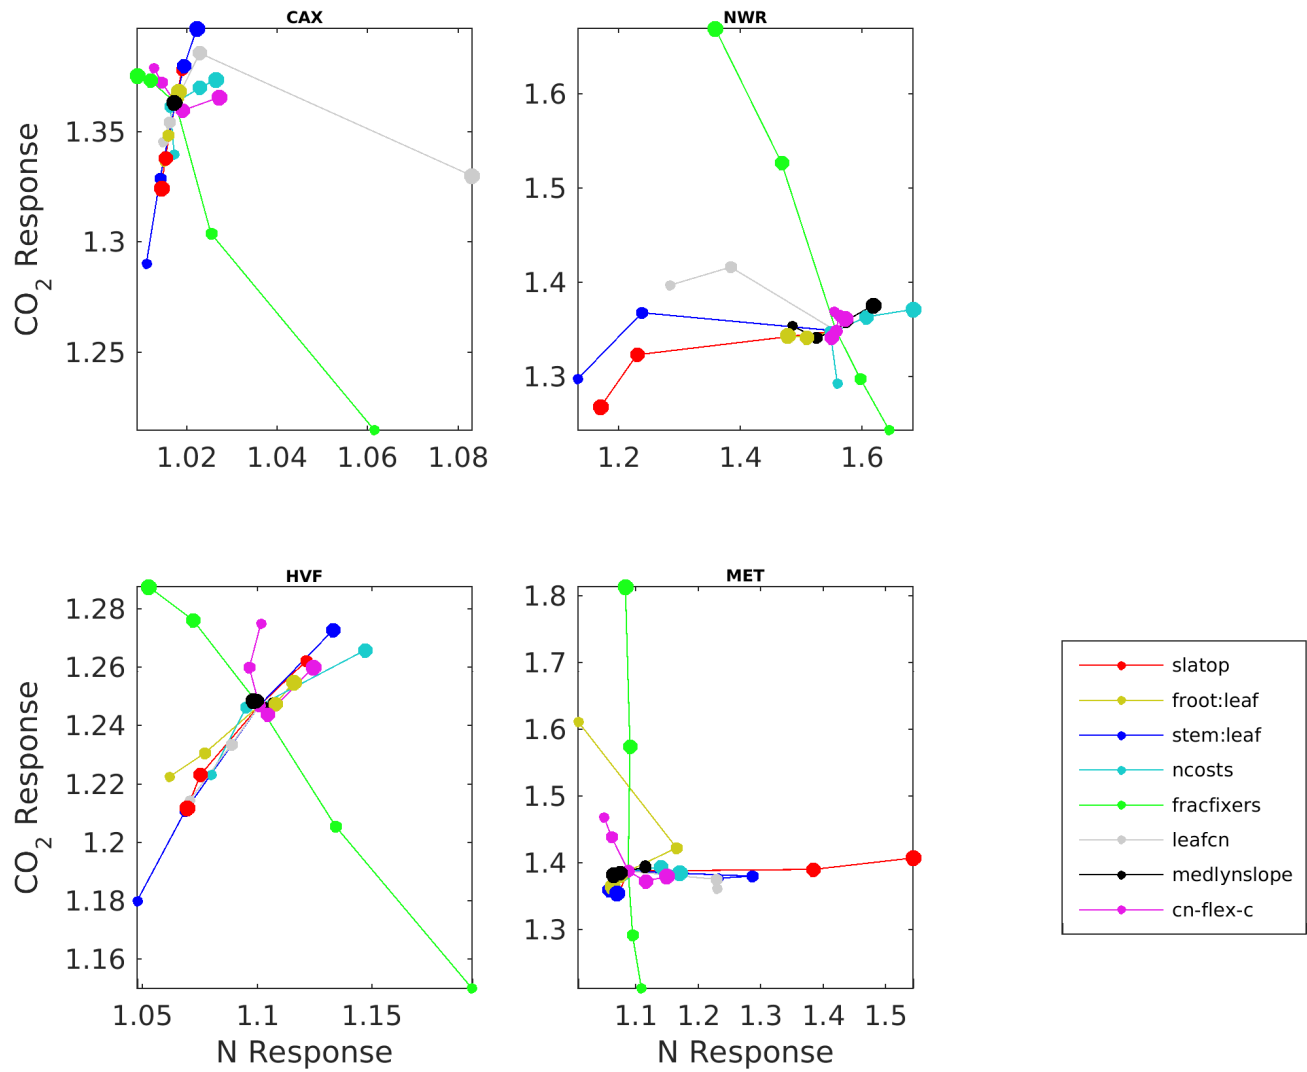 CAX
NWR
1.35
1.3
1.25
CO2 Response
1.02 1.04 1.06 1.08
1.6
1.5
1.4
1.3
1.2 1.4 1.6
HVF
MET
1.28
1.26
1.24
1.22
1.2
1.18
1.16
CO2 Response
1.05 1.1 1.15
N Response
1.8
1.7
1.6
1.5
1.4
1.3
1.1 1.2 1.3 1.4 1.5
N Response
slatop
froot:leaf
stem:leaf
ncosts
fracfixers
leafcn
medlynslope
cn-flex-c